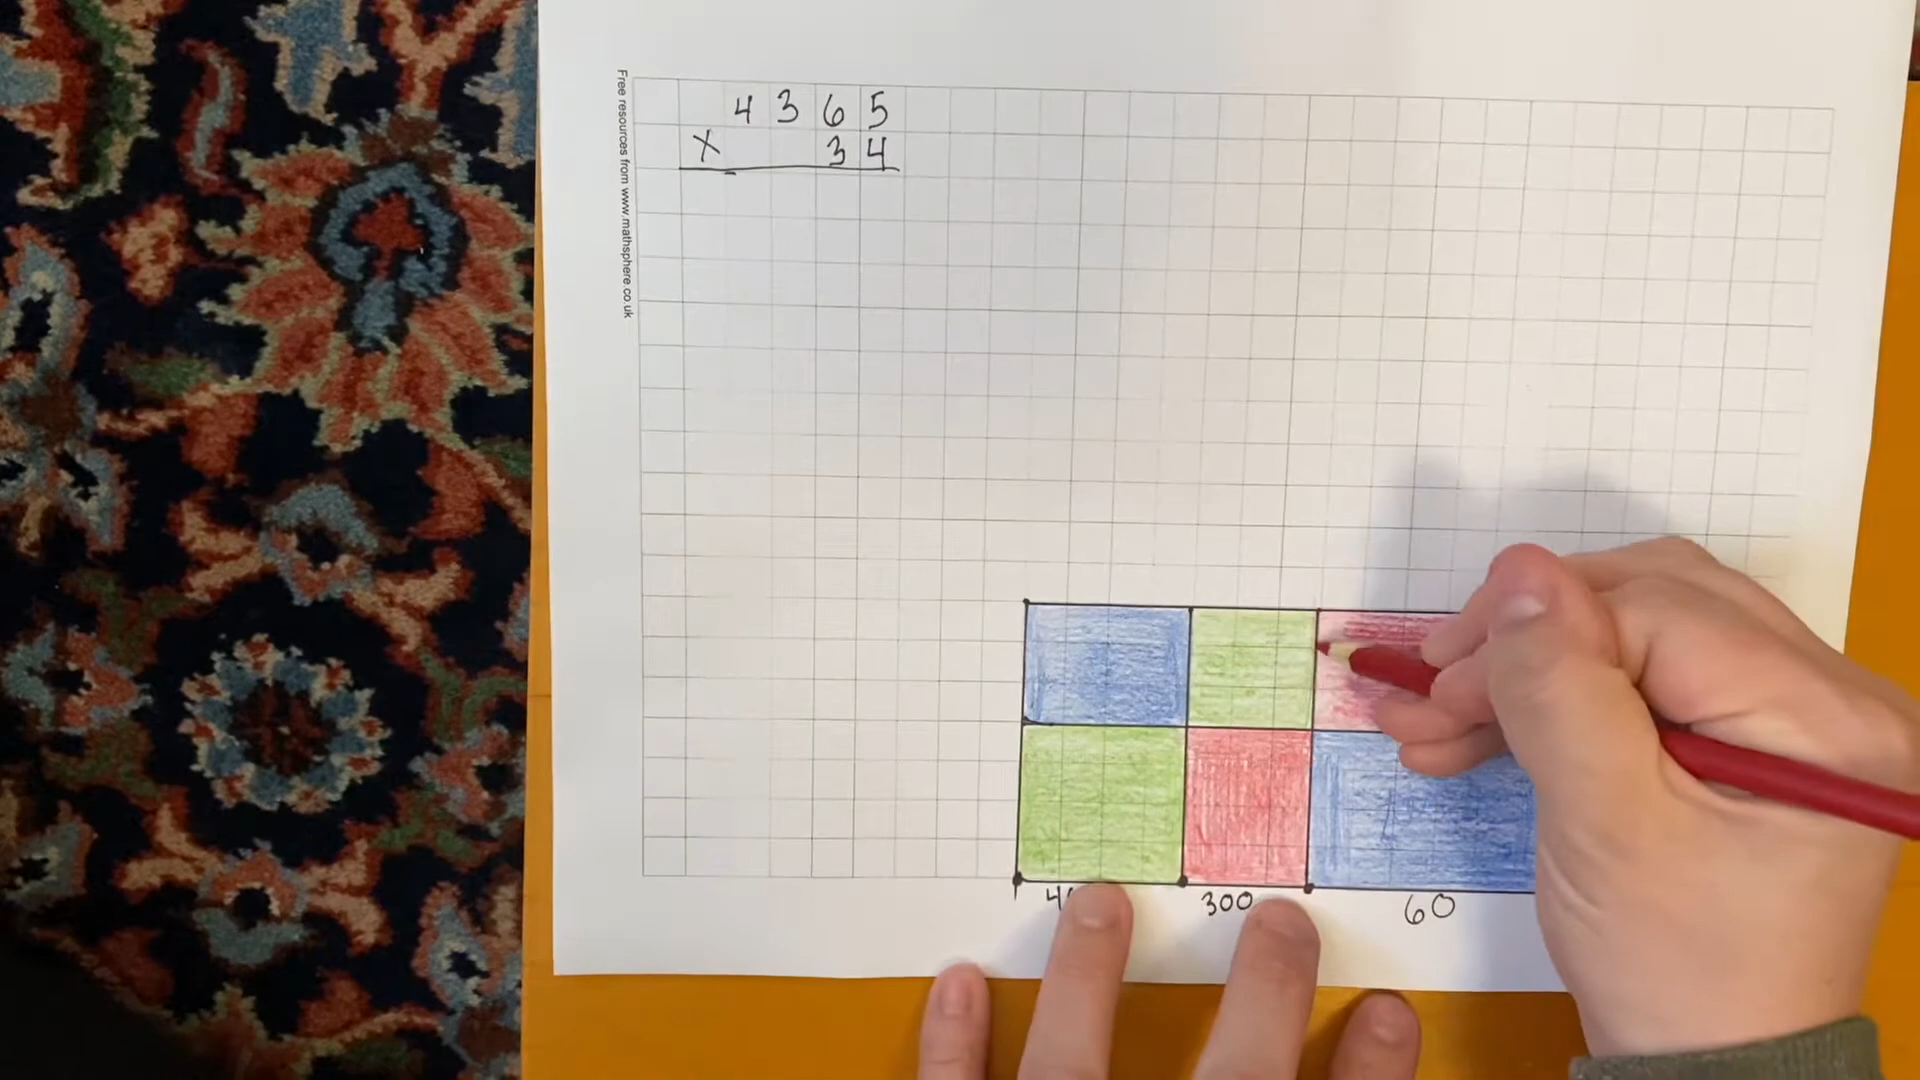 Free resources from www.mathsphere.co.uk
4 3 6 5
X 3 4
300 60